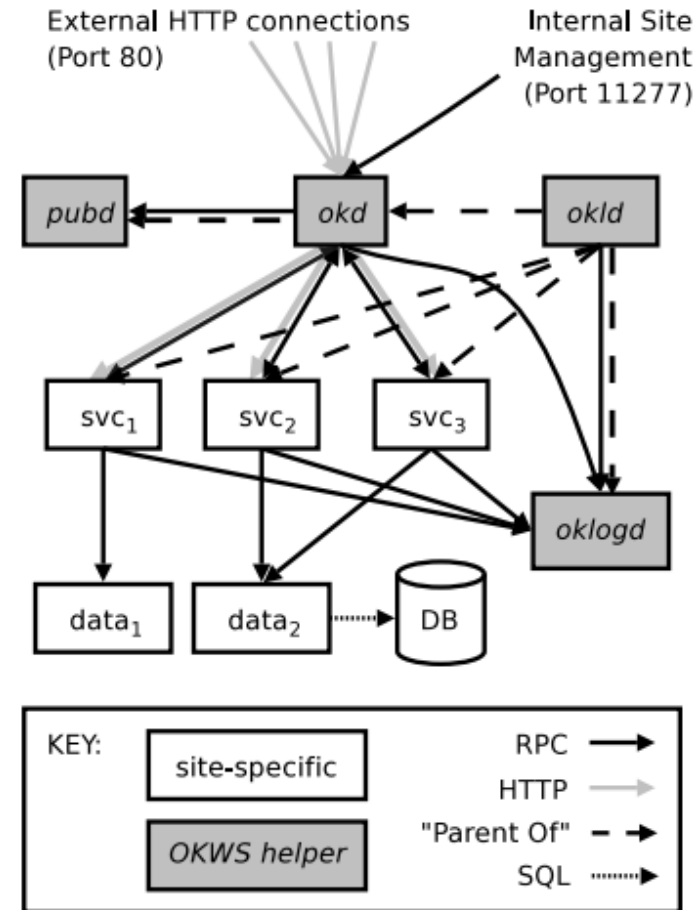 External HTTP connections
(Port 80)
Internal Site
Management
(Port 11277)
pubd
okd
okld
svc1
svc2
svc3
oklogd
data1
data2
DB
KEY:
site-specific
OKWS helper
RPC
HTTP
"Parent Of"
SQL